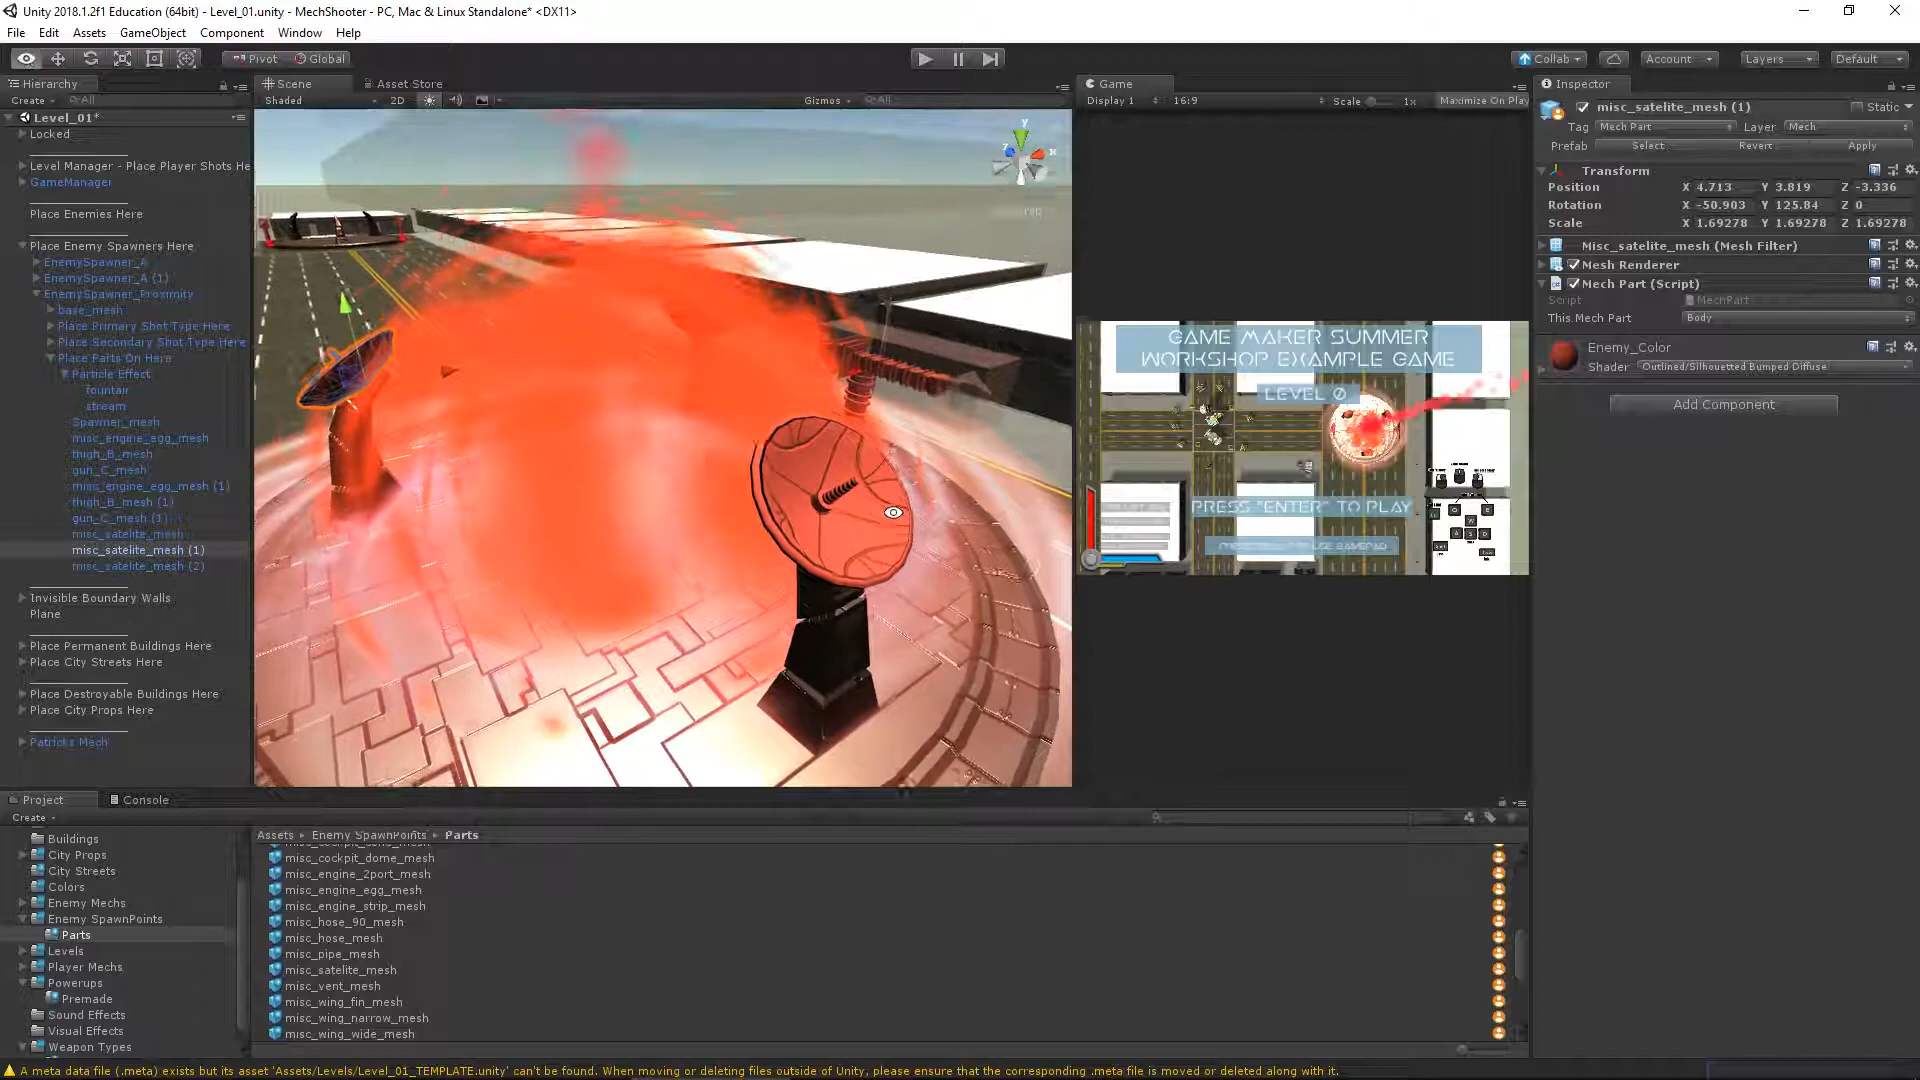 Unity 2018.1.2f1 Education (64bit) - Level_01.unity - MechShooter - PC, Mac & Linux Standalone* <DX11>
File Edit Assets GameObject Component Window Help
Pivot Global Collab Account Layers Default
Hierarchy
Create All
Level_01*
Locked
Level Manager - Place Player Shots He
GameManager
Place Enemies Here
Place Enemy Spawners Here
EnemySpawner_A
EnemySpawner_A (1)
EnemySpawner_Proximity
base_mesh
Place Primary Shot Type Here
Place Secondary Shot Type Here
Place Parts On Here
Particle Effect
fountain
stream
Spawner_mesh
misc_engine_egg_mesh
thigh_B_mesh
gun_C_mesh
misc_engine_egg_mesh (1)
thigh_B_mesh (1)
gun_C_mesh (1)
misc_satelite_mesh
misc_satelite_mesh (1)
misc_satelite_mesh (2)
Invisible Boundary Walls
Plane
Place Permanent Buildings Here
Place City Streets Here
Place Destroyable Buildings Here
Place City Props Here
Patricks Mech
Scene Asset Store
Shaded 2D Gizmos All
y
z x
Game
Display 1 16:9 Scale 1x Maximize On Play
GAME MAKER SUMMER
WORKSHOP EXAMPLE GAME
LEVEL 0
PRESS "ENTER" TO PLAY
Inspector
misc_satelite_mesh (1) Static
Tag Mech Part Layer Mech
Prefab Select Revert Apply
Transform
Position X 4.713 Y 3.819 Z -3.336
Rotation X -50.903 Y 125.84 Z 0
Scale X 1.69278 Y 1.69278 Z 1.69278
Misc_satelite_mesh (Mesh Filter)
Mesh Renderer
Mech Part (Script)
Script MechPart
This Mech Part Body
Enemy_Color
Shader Outlined/Silhouetted Bumped Diffuse
Add Component
Project Console
Create
Buildings
City Props
City Streets
Colors
Enemy Mechs
Enemy SpawnPoints
Parts
Levels
Player Mechs
Powerups
Premade
Sound Effects
Visual Effects
Weapon Types
Assets Enemy SpawnPoints Parts
misc_cockpit_dome_mesh
misc_engine_2port_mesh
misc_engine_egg_mesh
misc_engine_strip_mesh
misc_hose_90_mesh
misc_hose_mesh
misc_pipe_mesh
misc_satelite_mesh
misc_vent_mesh
misc_wing_fin_mesh
misc_wing_narrow_mesh
misc_wing_wide_mesh
A meta data file (.meta) exists but its asset 'Assets/Levels/Level_01_TEMPLATE.unity' can't be found. When moving or deleting files outside of Unity, please ensure that the corresponding .meta file is moved or deleted along with it.